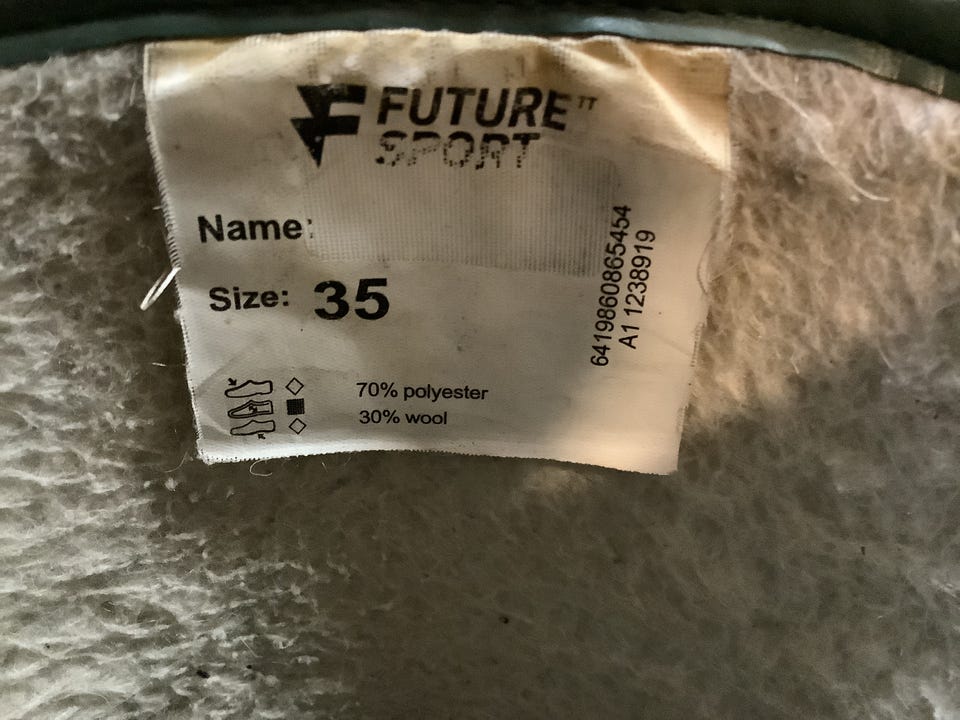 FUTURE
SPORT
Name:
Size: 35
70% polyester
30% wool
6419860865454
A1 1238919